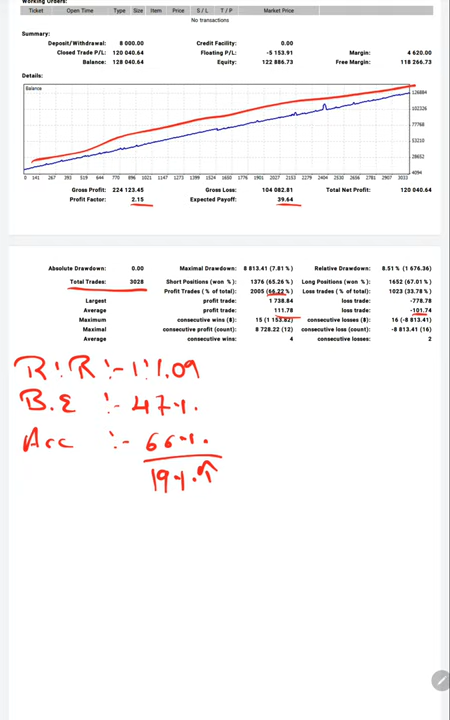 Working Orders:
Ticket Open Time Type Size Item Price S / L T / P Market Price
No transactions
Summary:
Deposit/Withdrawal: 8 000.00 Credit Facility: 0.00
Closed Trade P/L: 120 040.64 Floating P/L: -5 153.91 Margin: 4 620.00
Balance: 128 040.64 Equity: 122 886.73 Free Margin: 118 266.73
Details:
Balance
126884
102326
77768
53210
28652
4094
0 141 267 393 519 644 770 896 1021 1147 1273 1399 1524 1650 1776 1901 2027 2153 2279 2404 2530 2656 2781 2907 3033
Gross Profit: 224 123.45 Gross Loss: 104 082.81 Total Net Profit: 120 040.64
Profit Factor: 2.15 Expected Payoff: 39.64
Absolute Drawdown: 0.00 Maximal Drawdown: 8 813.41 (7.81%) Relative Drawdown: 8.51% (1 676.36)
Total Trades: 3028 Short Positions (won %): 1376 (65.26%) Long Positions (won %): 1652 (67.01%)
Profit Trades (% of total): 2005 (66.22%) Loss trades (% of total): 1023 (33.78%)
Largest profit trade: 1 738.84 loss trade: -778.78
Average profit trade: 111.78 loss trade: -101.74
Maximum consecutive wins ($): 15 (1 153.82) consecutive losses ($): 16 (-8 813.41)
Maximal consecutive profit (count): 8 728.22 (12) consecutive loss (count): -8 813.41 (16)
Average consecutive wins: 4 consecutive losses: 2
R:R :- 1:1.09
B.E :- 47%.
Acc :- 66%.
19%.↑